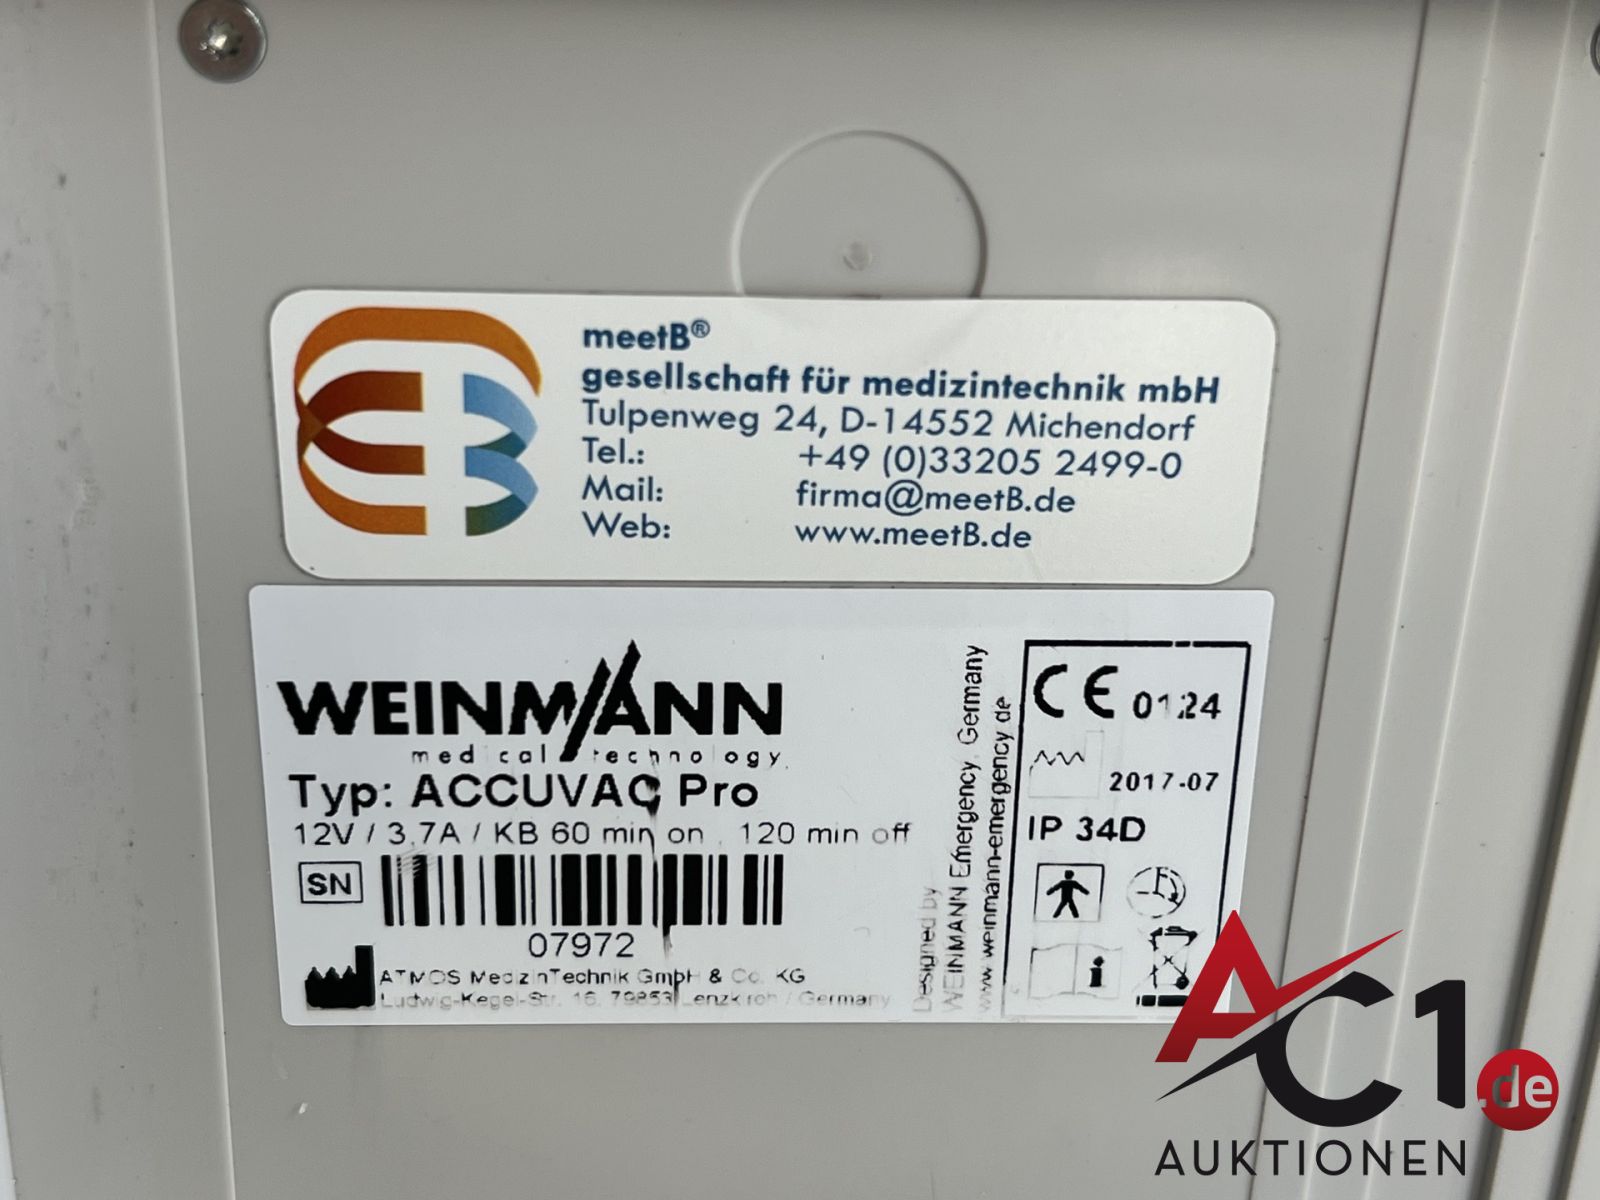 meetB®
gesellschaft für medizintechnik mbH
Tulpenweg 24, D-14552 Michendorf
Tel.: +49 (0)33205 2499-0
Mail: firma@meetB.de
Web: www.meetB.de
WEINMANN
medical technology
Typ: ACCUVAC Pro
12V / 3,7A / KB 60 min on , 120 min off
SN
07972
ATMOS MedizinTechnik GmbH & Co. KG
Ludwig-Kegel-Str. 16, 79853 Lenzkirch / Germany
Designed by
WEINMANN Emergency, Germany
www.weinmann-emergency.de
CE 0124
2017-07
IP 34D
i
AC1.de
AUKTIONEN